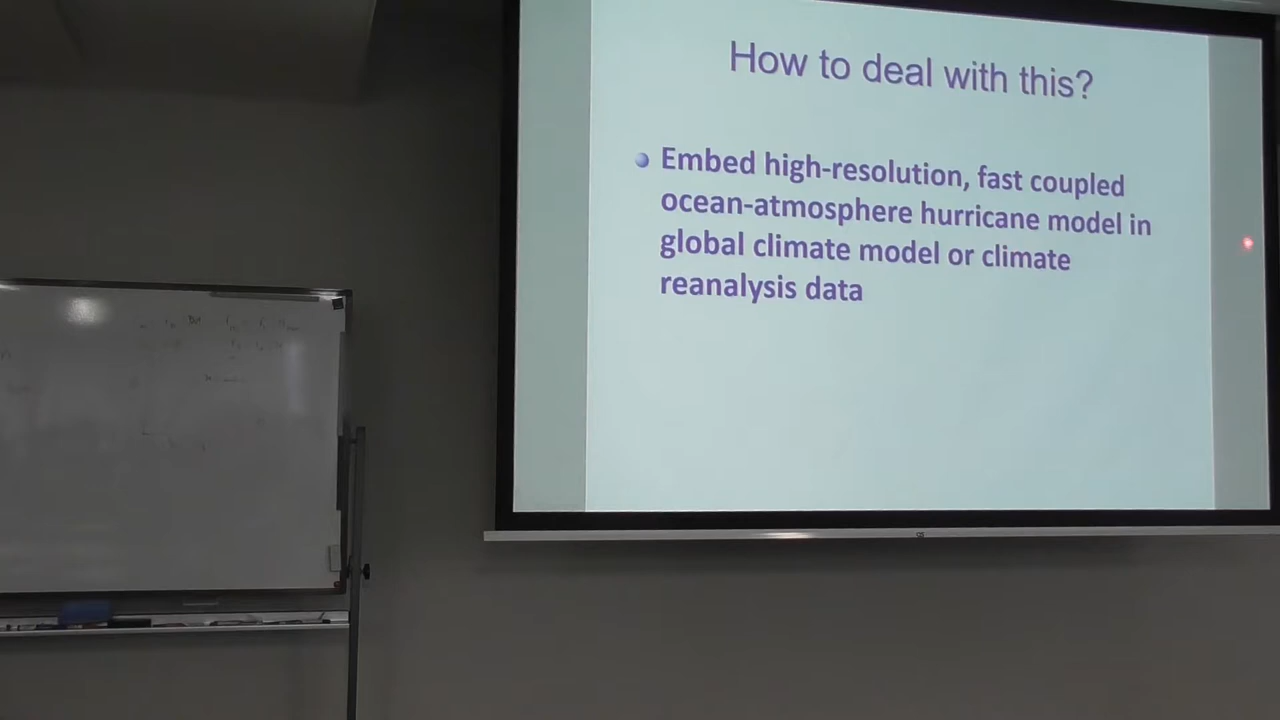 How to deal with this?
Embed high-resolution, fast coupled
ocean-atmosphere hurricane model in
global climate model or climate
reanalysis data